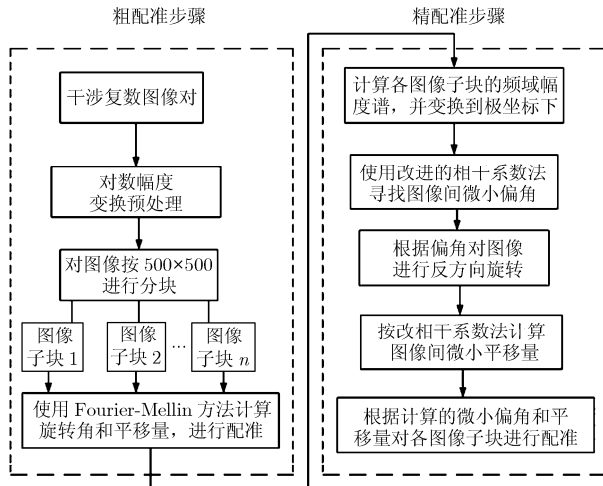 粗配准步骤
干涉复数图像对
对数幅度
变换预处理
对图像按 500×500
进行分块
图像
子块 1
图像
子块 2
...
图像
子块 n
使用 Fourier-Mellin 方法计算
旋转角和平移量，进行配准
精配准步骤
计算各图像子块的频域幅
度谱，并变换到极坐标下
使用改进的相干系数法
寻找图像间微小偏角
根据偏角对图像
进行反方向旋转
按改相干系数法计算
图像间微小平移量
根据计算的微小偏角和平
移量对各图像子块进行配准